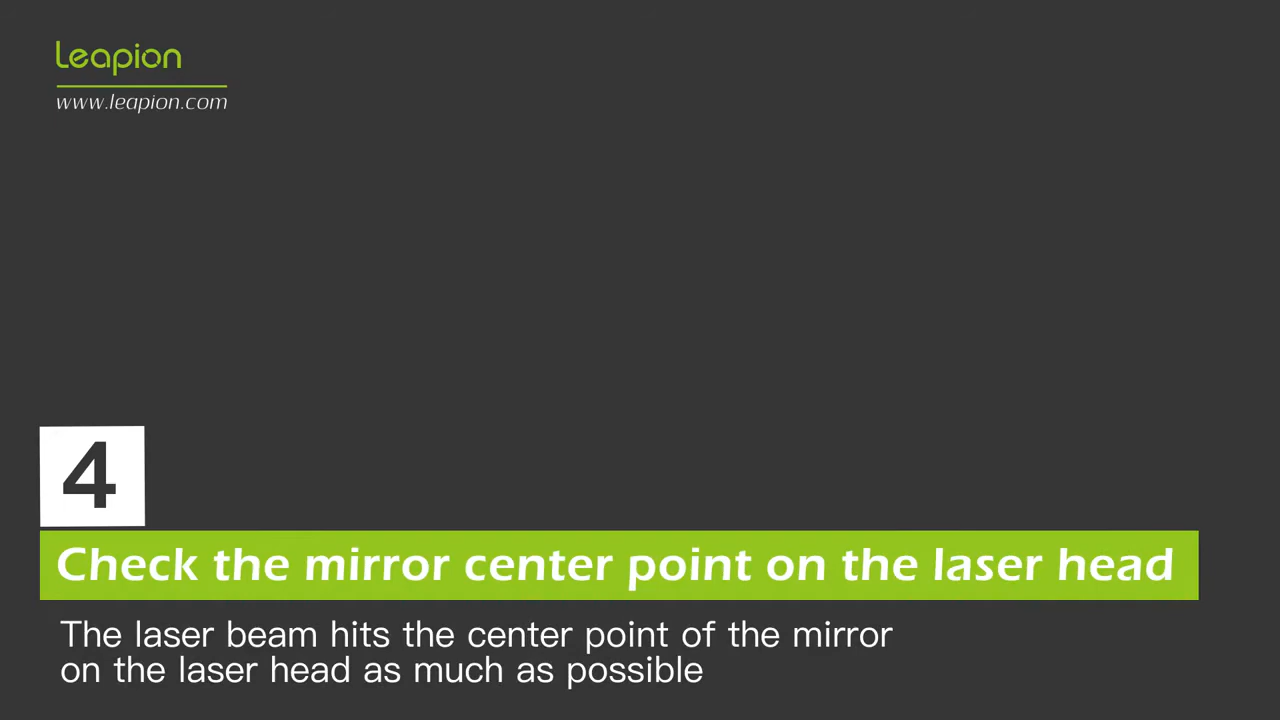 Leapion
www.leapion.com
4
Check the mirror center point on the laser head
The laser beam hits the center point of the mirror
on the laser head as much as possible